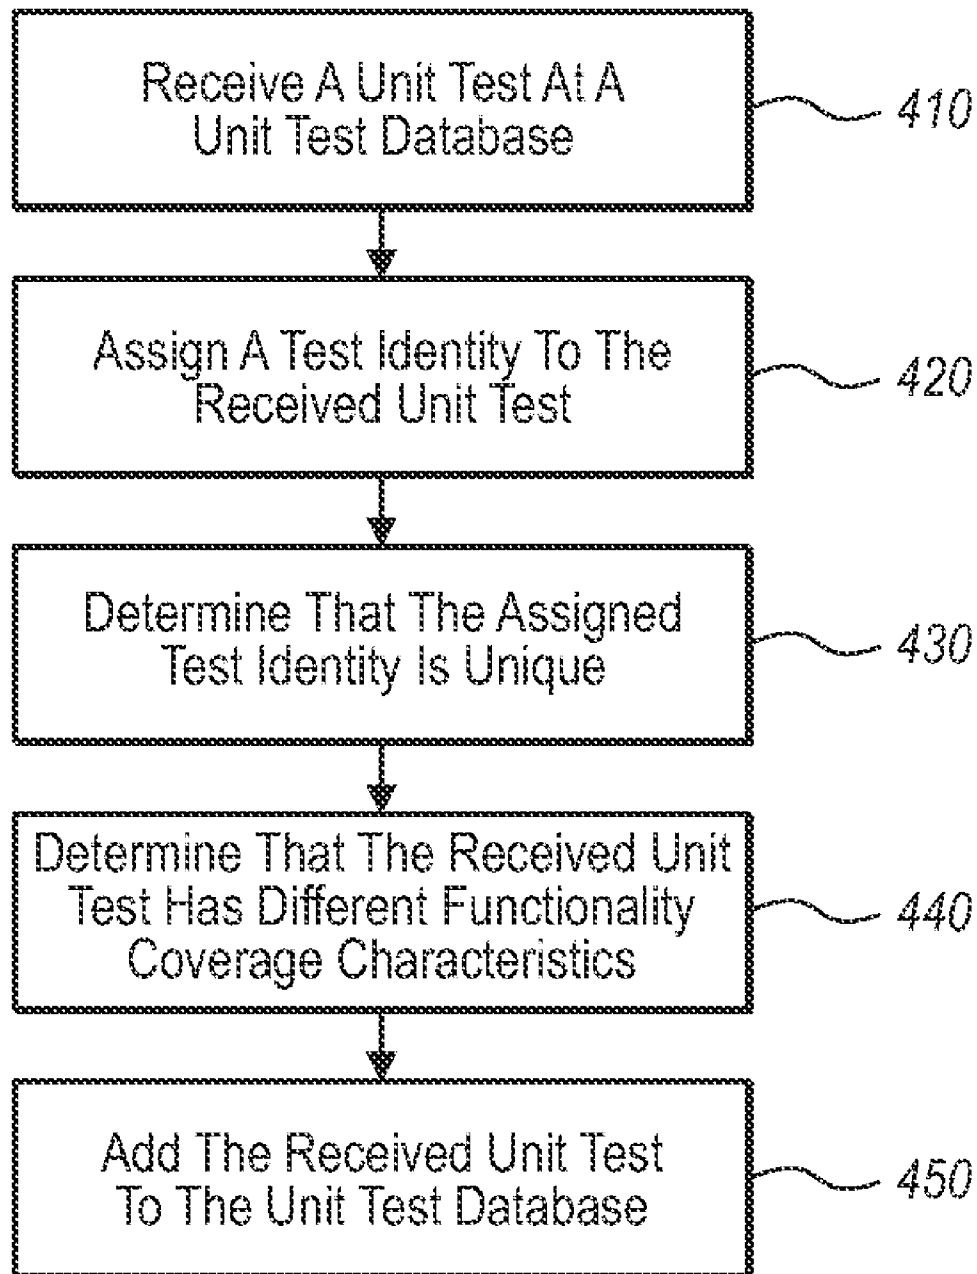 Receive A Unit Test At A
Unit Test Database
410
Assign A Test Identity To The
Received Unit Test
420
Determine That The Assigned
Test Identity Is Unique
430
Determine That The Received Unit
Test Has Different Functionality
Coverage Characteristics
440
Add The Received Unit Test
To The Unit Test Database
450